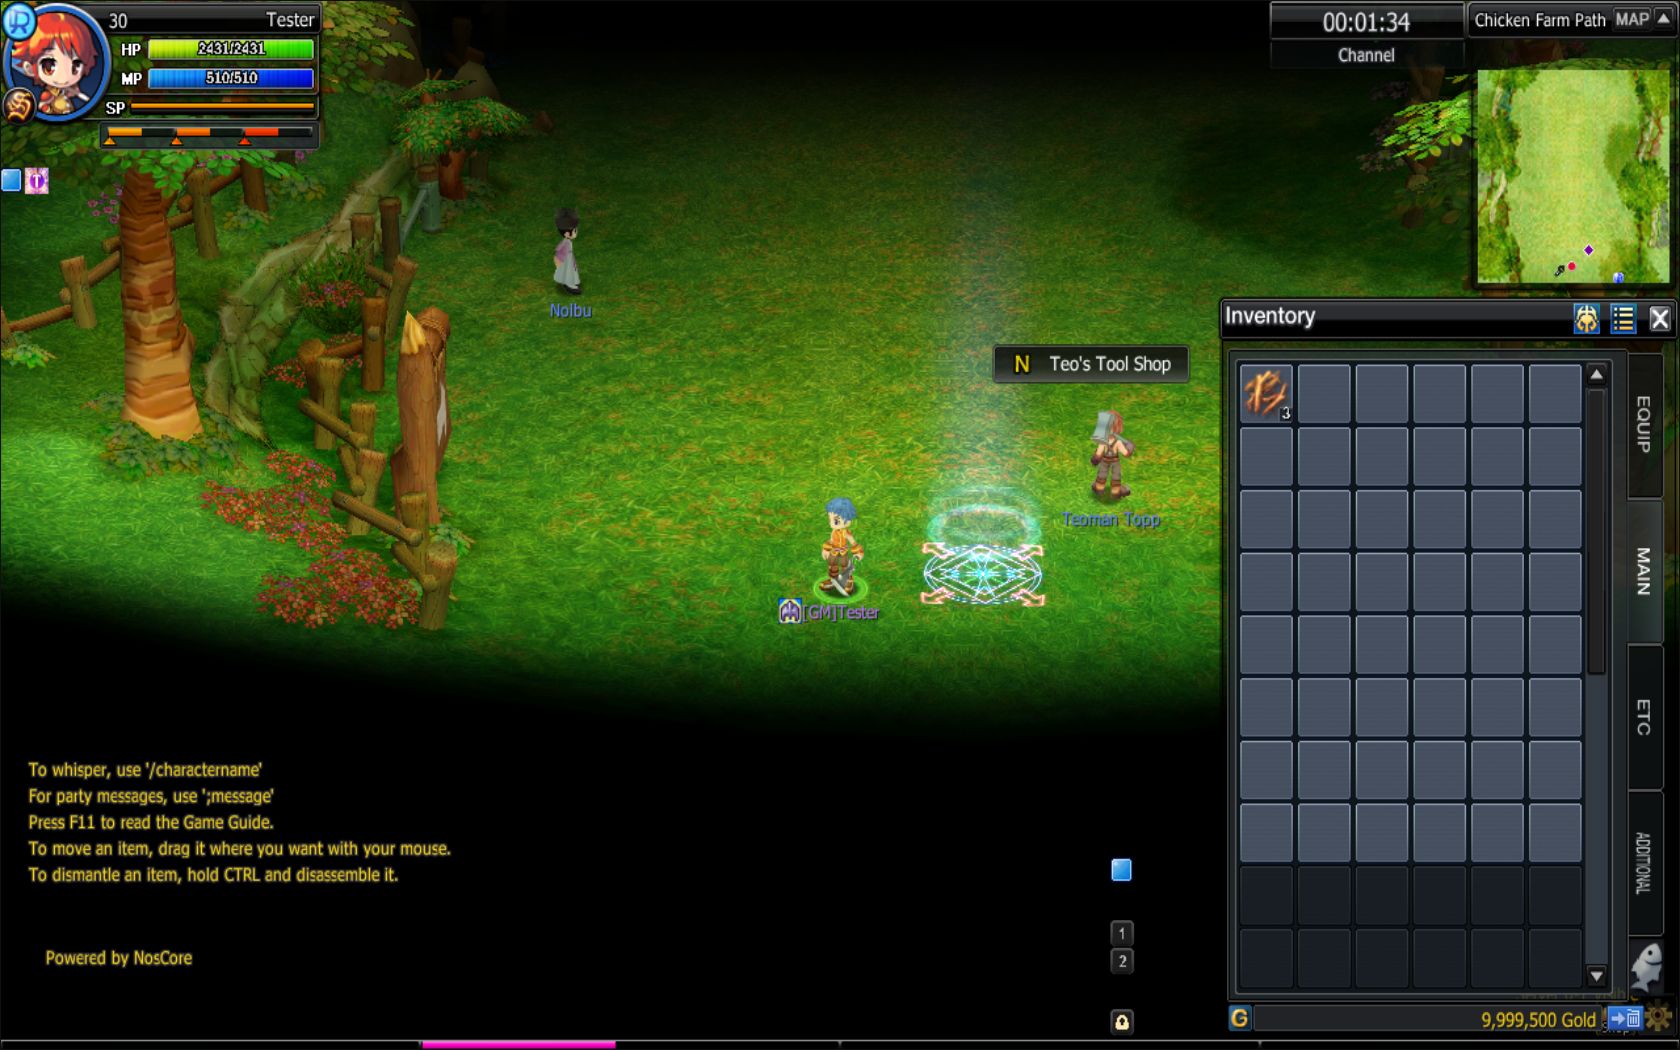 30 Tester
HP 2431/2431
MP 510/510
SP
T
00:01:34
Channel
Chicken Farm Path MAP
Nolbu
N Teo's Tool Shop
Teoman Topp
[GM]Tester
Inventory
3
EQUIP
MAIN
ETC
ADDITIONAL
To whisper, use '/charactername'
For party messages, use ';message'
Press F11 to read the Game Guide.
To move an item, drag it where you want with your mouse.
To dismantle an item, hold CTRL and disassemble it.
Powered by NosCore
1
2
G 9,999,500 Gold